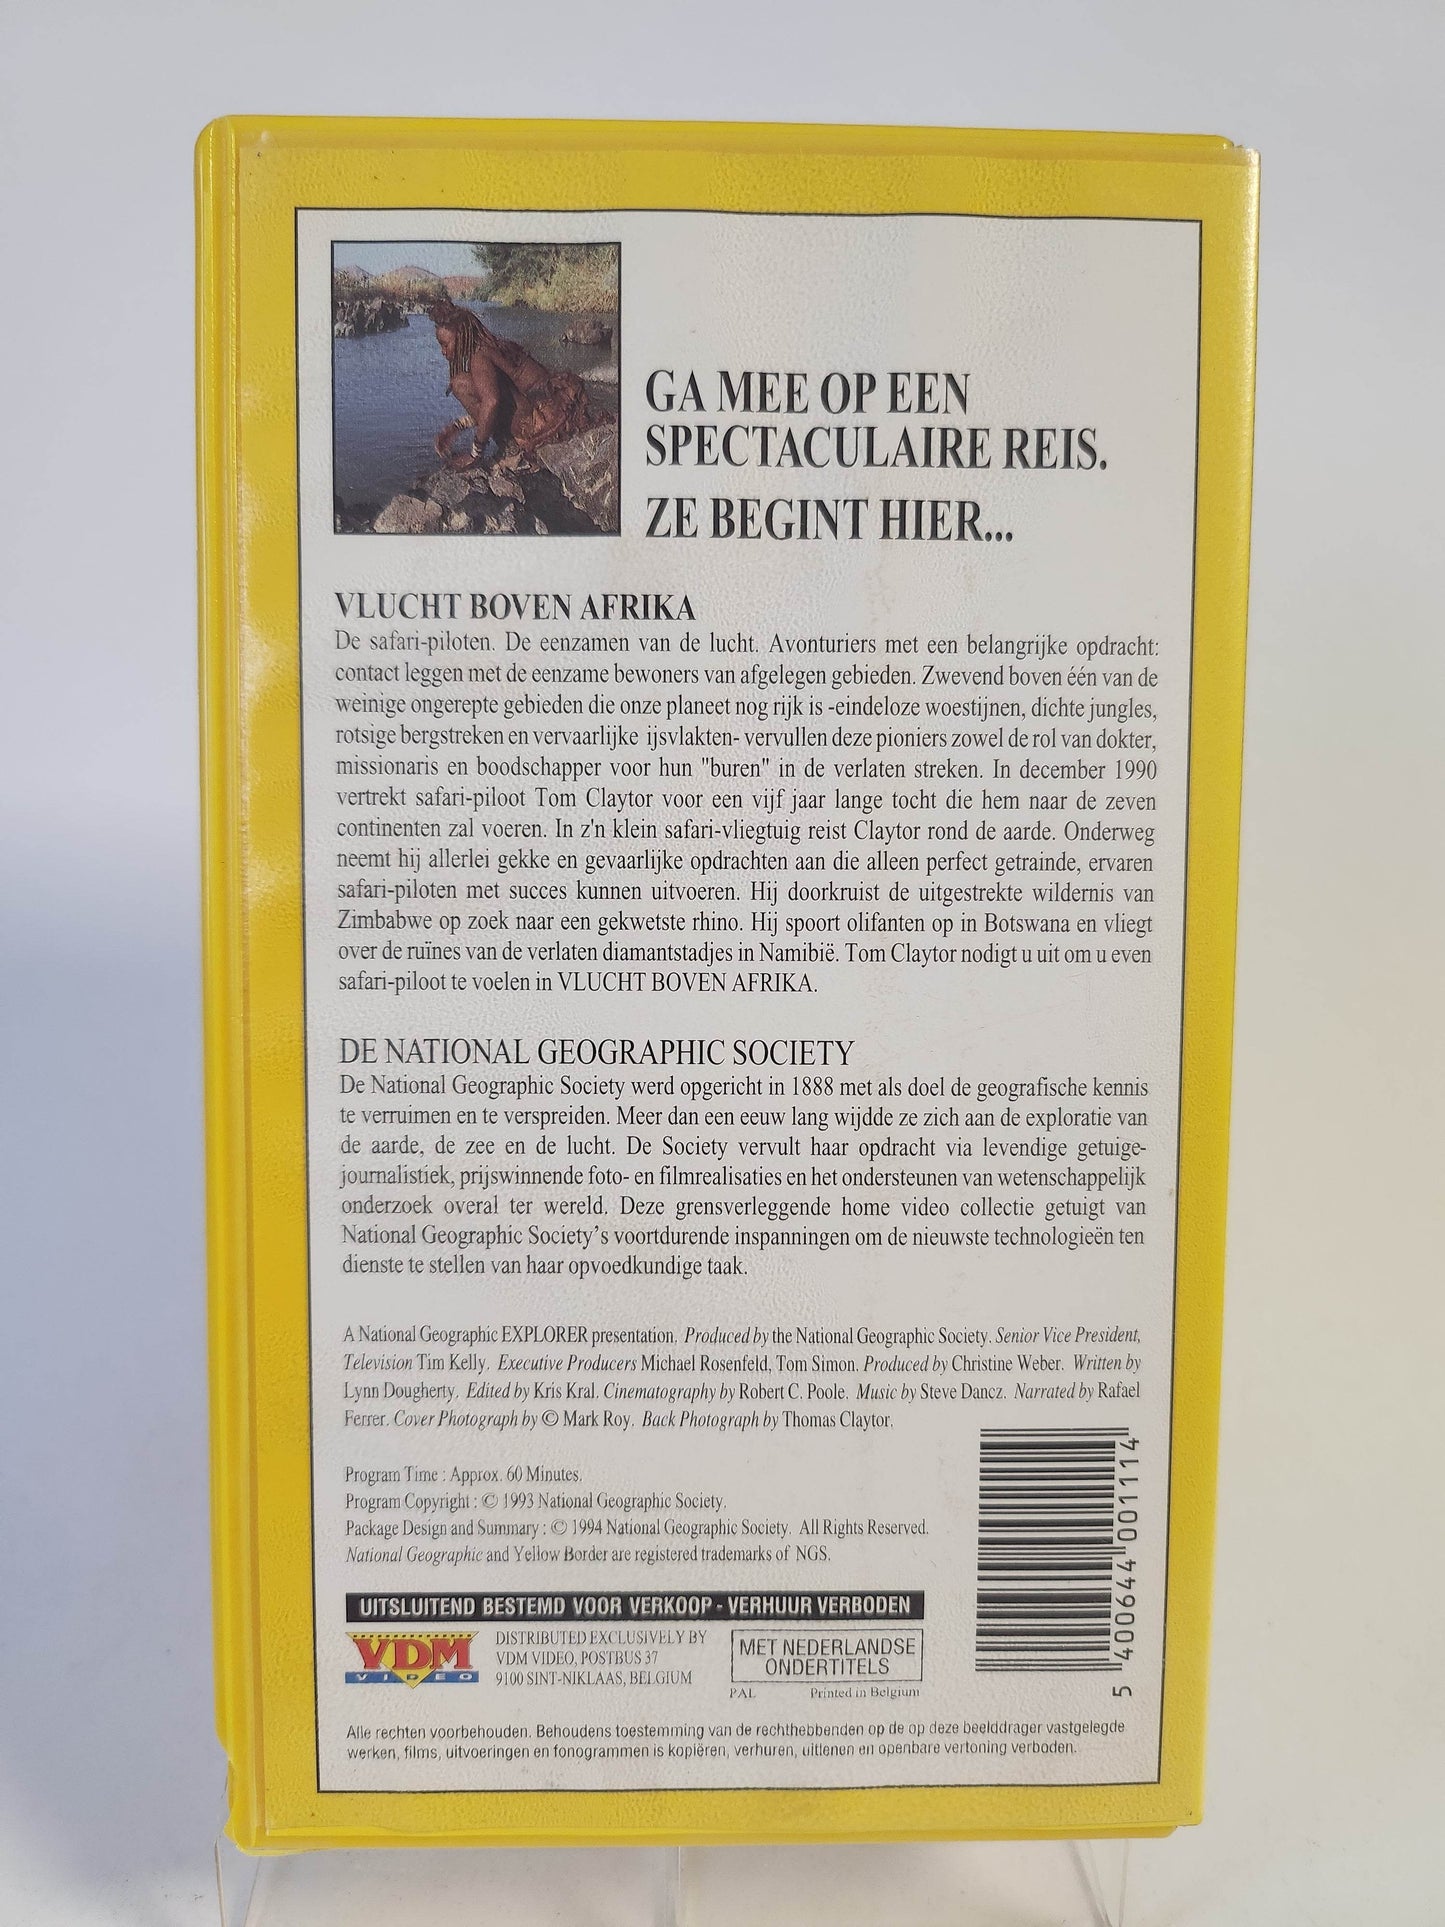 GA MEE OP EEN
SPECTACULAIRE REIS.
ZE BEGINT HIER...
VLUCHT BOVEN AFRIKA
De safari-piloten. De eenzamen van de lucht. Avonturiers met een belangrijke opdracht:
contact leggen met de eenzame bewoners van afgelegen gebieden. Zwevend boven één van de
weinige ongerepte gebieden die onze planeet nog rijk is -eindeloze woestijnen, dichte jungles,
rotsige bergstreken en vervaarlijke ijsvlakten- vervullen deze pioniers zowel de rol van dokter,
missionaris en boodschapper voor hun "buren" in de verlaten streken. In december 1990
vertrekt safari-piloot Tom Claytor voor een vijf jaar lange tocht die hem naar de zeven
continenten zal voeren. In z'n klein safari-vliegtuig reist Claytor rond de aarde. Onderweg
neemt hij allerlei gekke en gevaarlijke opdrachten aan die alleen perfect getrainde, ervaren
safari-piloten met succes kunnen uitvoeren. Hij doorkruist de uitgestrekte wildernis van
Zimbabwe op zoek naar een gekwetste rhino. Hij spoort olifanten op in Botswana en vliegt
over de ruïnes van de verlaten diamantstadjes in Namibië. Tom Claytor nodigt u uit om u even
safari-piloot te voelen in VLUCHT BOVEN AFRIKA.
DE NATIONAL GEOGRAPHIC SOCIETY
De National Geographic Society werd opgericht in 1888 met als doel de geografische kennis
te verruimen en te verspreiden. Meer dan een eeuw lang wijdde ze zich aan de exploratie van
de aarde, de zee en de lucht. De Society vervult haar opdracht via levendige getuige-
journalistiek, prijswinnende foto- en filmrealisaties en het ondersteunen van wetenschappelijk
onderzoek overal ter wereld. Deze grensverleggende home video collectie getuigt van
National Geographic Society's voortdurende inspanningen om de nieuwste technologieën ten
dienste te stellen van haar opvoedkundige taak.
A National Geographic EXPLORER presentation. Produced by the National Geographic Society. Senior Vice President,
Television Tim Kelly. Executive Producers Michael Rosenfeld, Tom Simon. Produced by Christine Weber. Written by
Lynn Dougherty. Edited by Kris Kral. Cinematography by Robert C. Poole. Music by Steve Dancz. Narrated by Rafael
Ferrer. Cover Photograph by © Mark Roy. Back Photograph by Thomas Claytor.
Program Time : Approx. 60 Minutes.
Program Copyright : © 1993 National Geographic Society.
Package Design and Summary : © 1994 National Geographic Society. All Rights Reserved.
National Geographic and Yellow Border are registered trademarks of NGS.
5 400644 001114
UITSLUITEND BESTEMD VOOR VERKOOP - VERHUUR VERBODEN
VDM
VIDEO
DISTRIBUTED EXCLUSIVELY BY
VDM VIDEO, POSTBUS 37
9100 SINT-NIKLAAS, BELGIUM
MET NEDERLANDSE
ONDERTITELS
PAL Printed in Belgium
Alle rechten voorbehouden. Behoudens toestemming van de rechthebbenden op de op deze beelddrager vastgelegde
werken, films, uitvoeringen en fonogrammen is kopiëren, verhuren, uitlenen en openbare vertoning verboden.